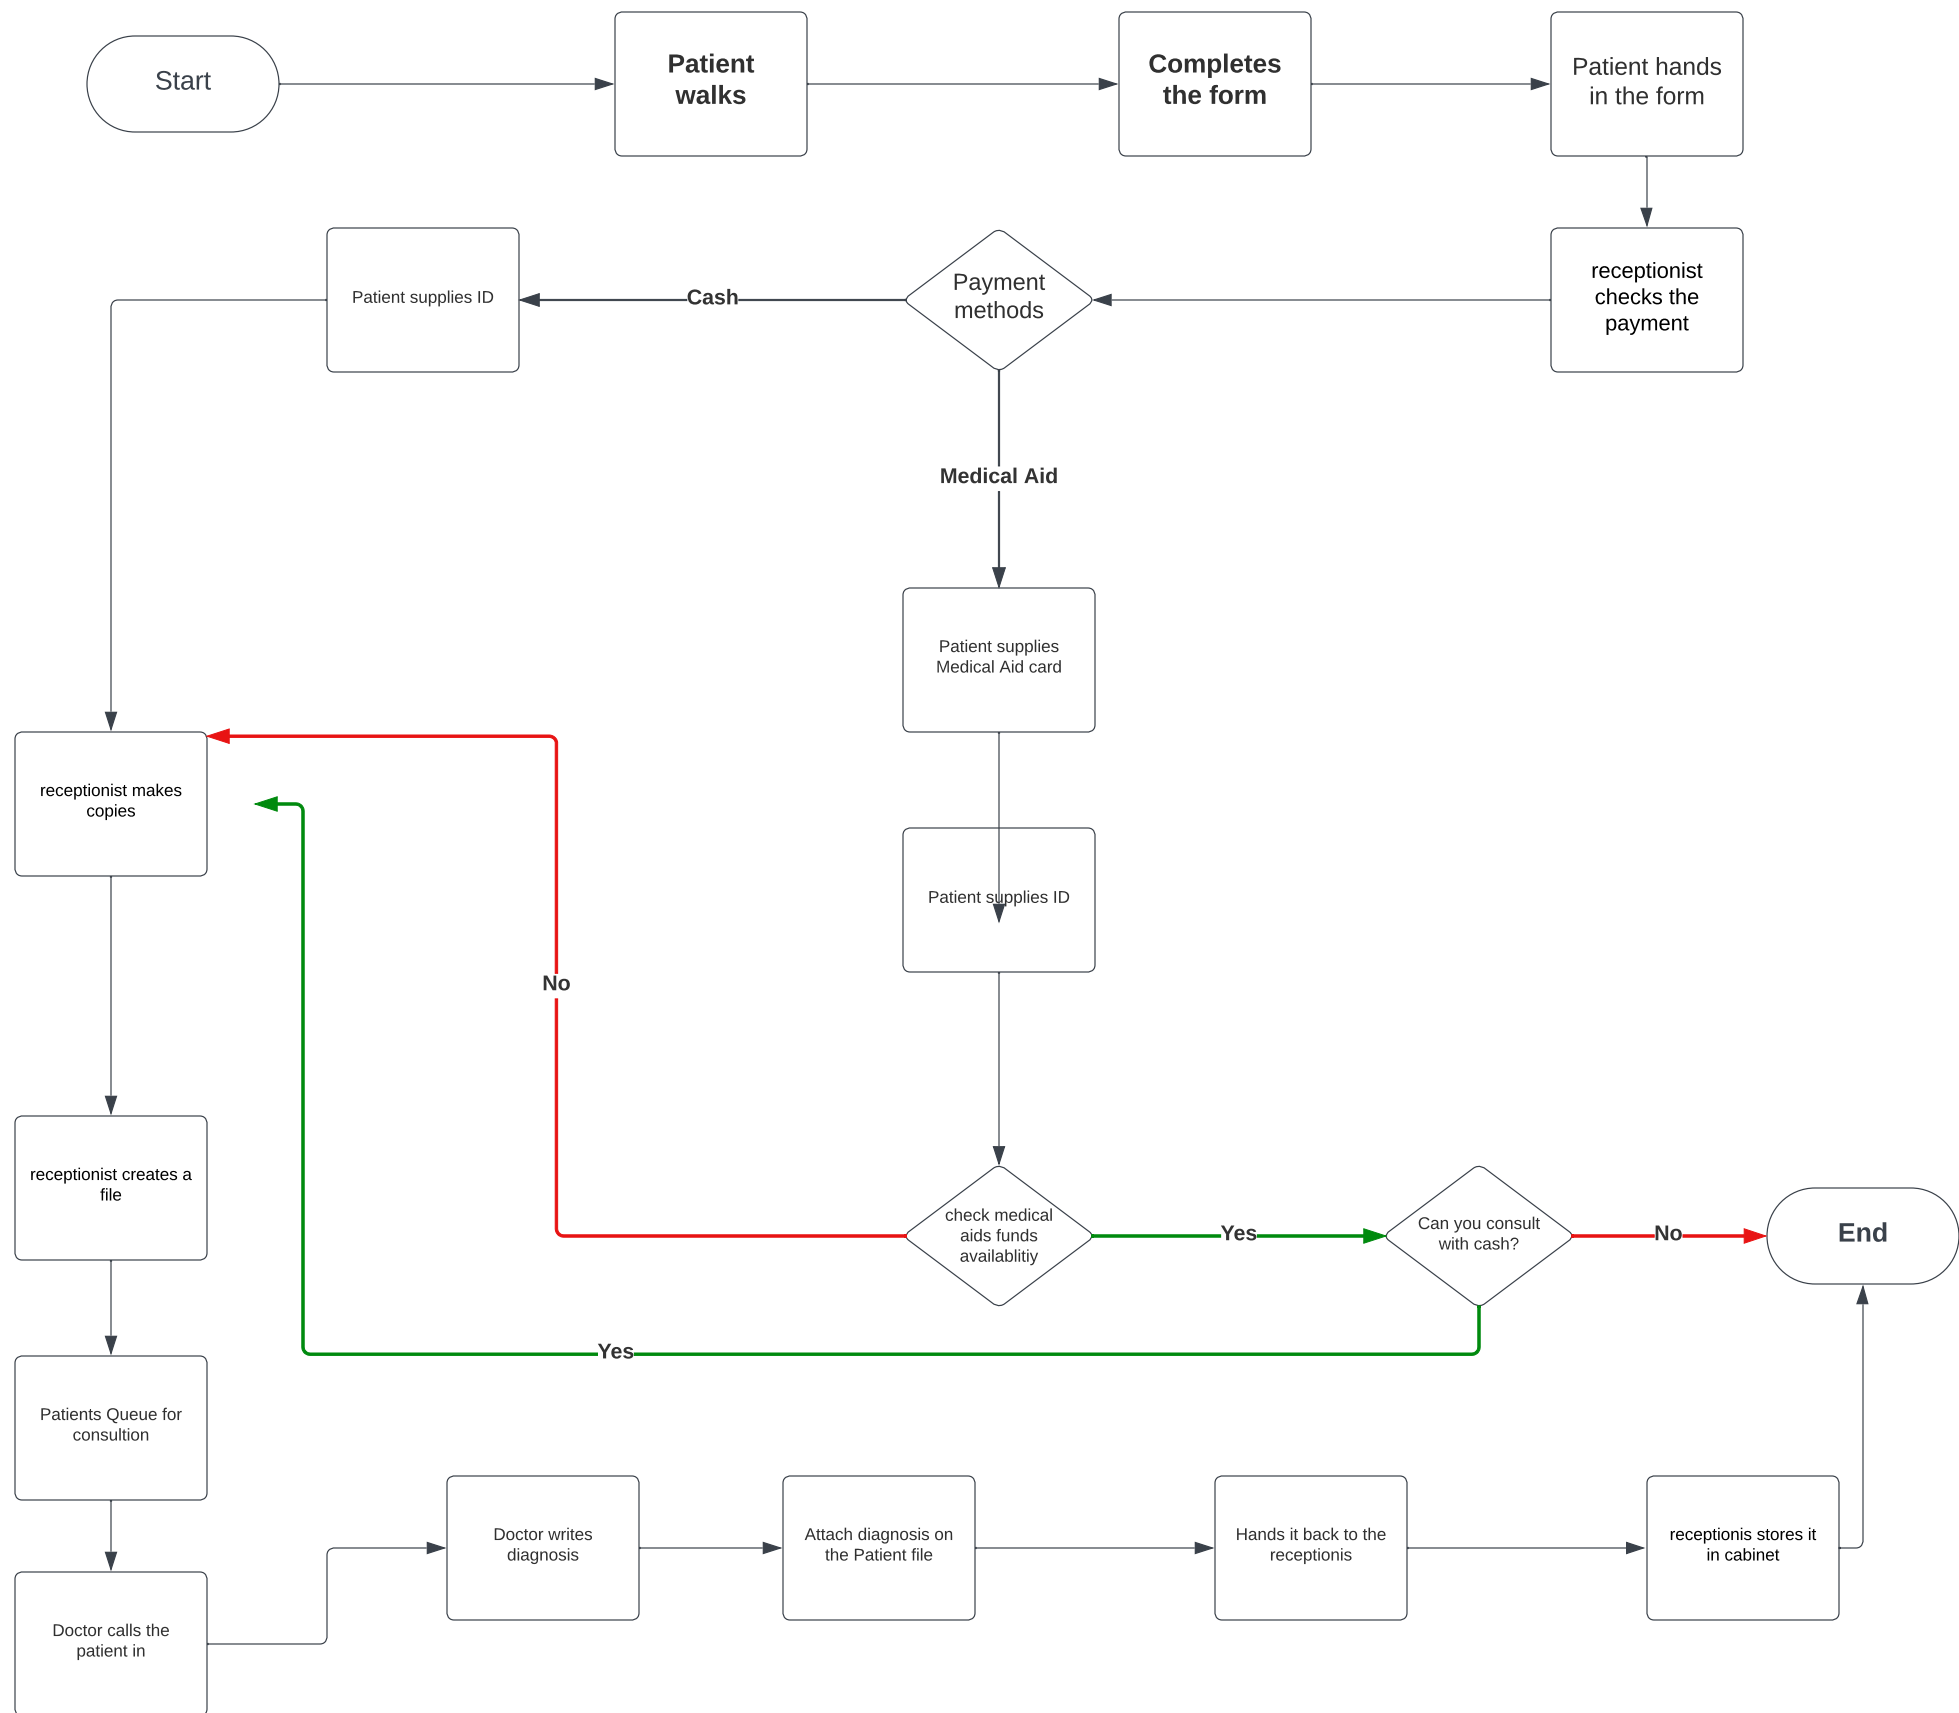 Start
Patient
walks
Completes
the form
Patient hands
in the form
Patient supplies ID
Cash
Payment
methods
receptionist
checks the
payment
Medical Aid
Patient supplies
Medical Aid card
receptionist makes
copies
Patient supplies ID
No
receptionist creates a
file
check medical
aids funds
availablitiy
Yes
Can you consult
with cash?
No
End
Yes
Patients Queue for
consultion
Doctor writes
diagnosis
Attach diagnosis on
the Patient file
Hands it back to the
receptionis
receptionis stores it
in cabinet
Doctor calls the
patient in